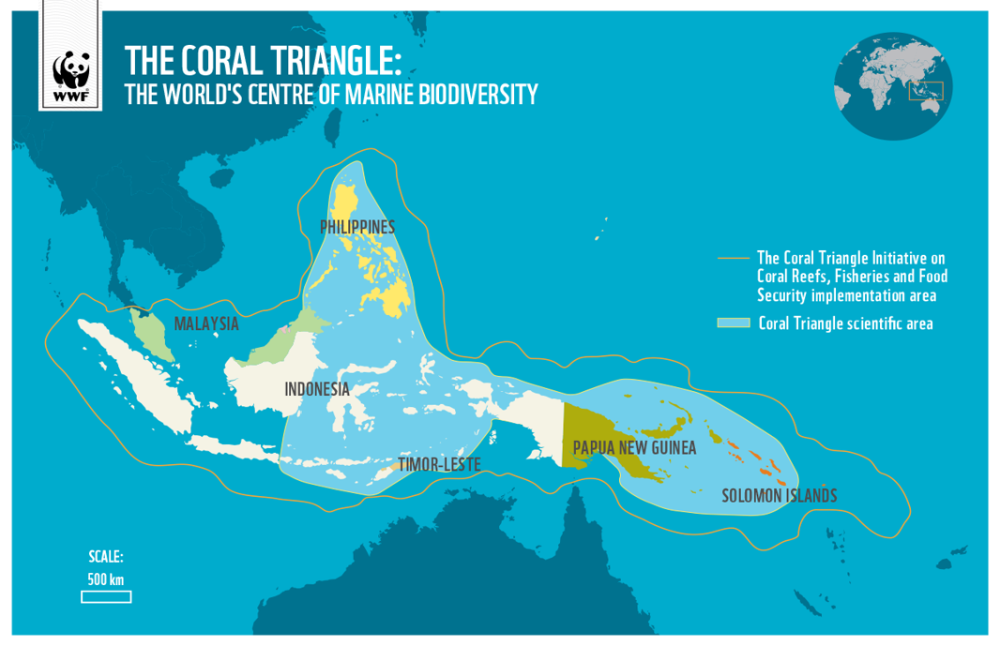 WWF
THE CORAL TRIANGLE:
THE WORLD'S CENTRE OF MARINE BIODIVERSITY
PHILIPPINES
The Coral Triangle Initiative on
Coral Reefs, Fisheries and Food
Security implementation area
Coral Triangle scientific area
MALAYSIA
INDONESIA
PAPUA NEW GUINEA
TIMOR-LESTE
SOLOMON ISLANDS
SCALE:
500 km